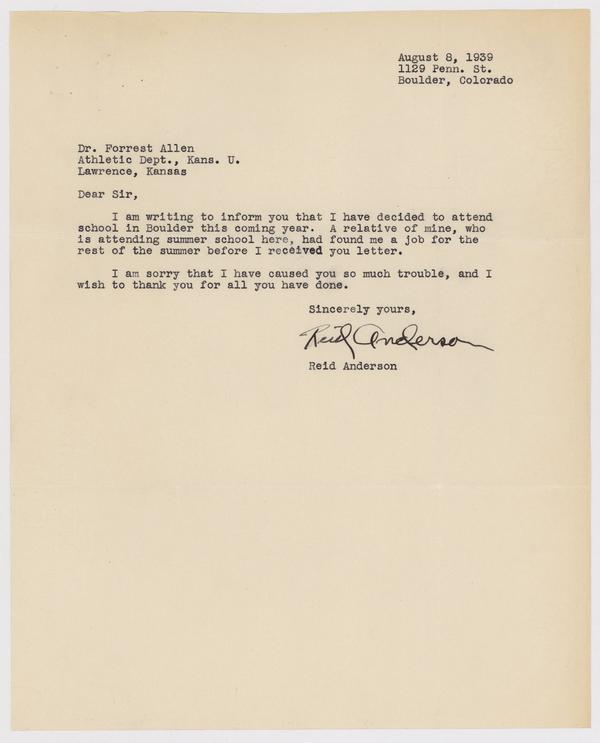 August 8, 1939
1129 Penn. St.
Boulder, Colorado
Dr. Forrest Allen
Athletic Dept., Kans. U.
Lawrence, Kansas
Dear Sir,
I am writing to inform you that I have decided to attend
school in Boulder this coming year. A relative of mine, who
is attending summer school here, had found me a job for the
rest of the summer before I received you letter.
I am sorry that I have caused you so much trouble, and I
wish to thank you for all you have done.
Sincerely yours,
Reid Anderson
Reid Anderson